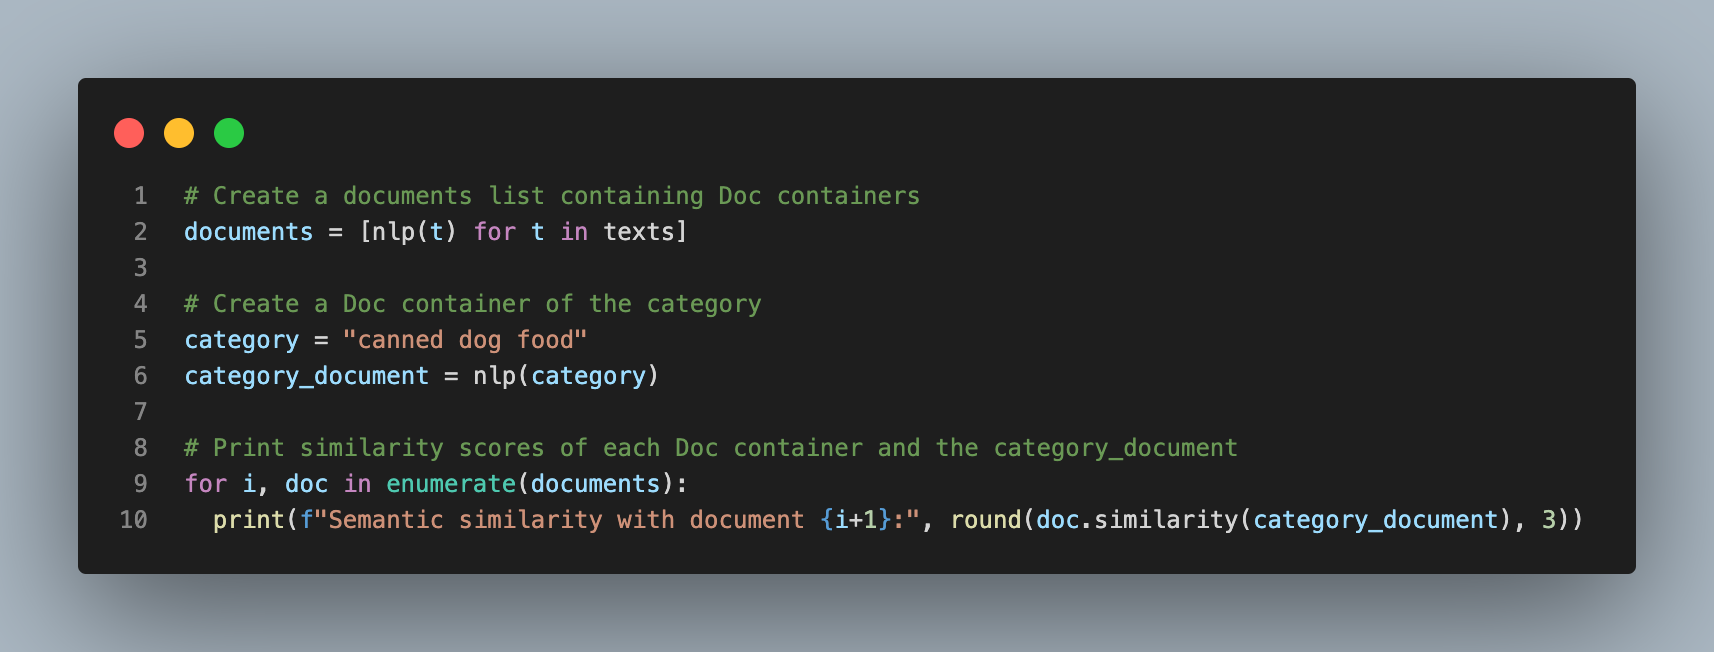 1 # Create a documents list containing Doc containers
2 documents = [nlp(t) for t in texts]
3
4 # Create a Doc container of the category
5 category = "canned dog food"
6 category_document = nlp(category)
7
8 # Print similarity scores of each Doc container and the category_document
9 for i, doc in enumerate(documents):
10   print(f"Semantic similarity with document {i+1}:", round(doc.similarity(category_document), 3))